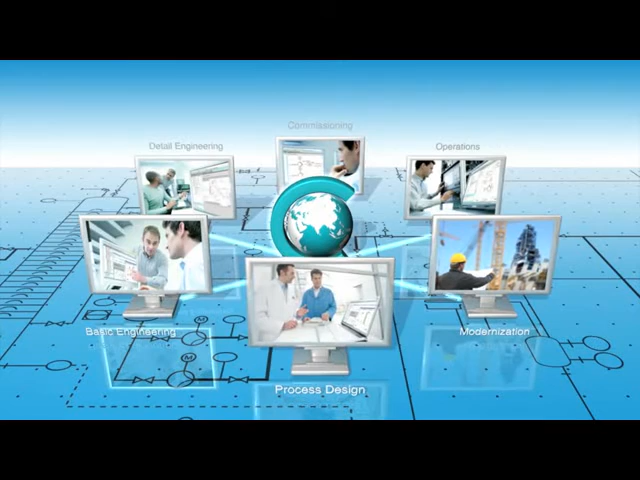 Commissioning
Detail Engineering
Operations
Basic Engineering
Modernization
Process Design
M
M